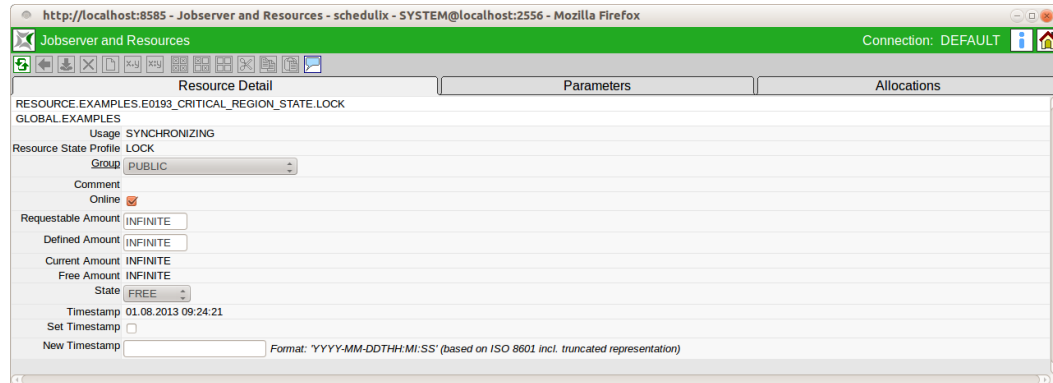 http://localhost:8585 - Jobserver and Resources - schedulix - SYSTEM@localhost:2556 - Mozilla Firefox
Jobserver and Resources Connection: DEFAULT
Resource Detail Parameters Allocations
RESOURCE.EXAMPLES.E0193_CRITICAL_REGION_STATE.LOCK
GLOBAL.EXAMPLES
Usage SYNCHRONIZING
Resource State Profile LOCK
Group PUBLIC
Comment
Online
Requestable Amount INFINITE
Defined Amount INFINITE
Current Amount INFINITE
Free Amount INFINITE
State FREE
Timestamp 01.08.2013 09:24:21
Set Timestamp
New Timestamp Format: 'YYYY-MM-DDTHH:MI:SS' (based on ISO 8601 incl. truncated representation)